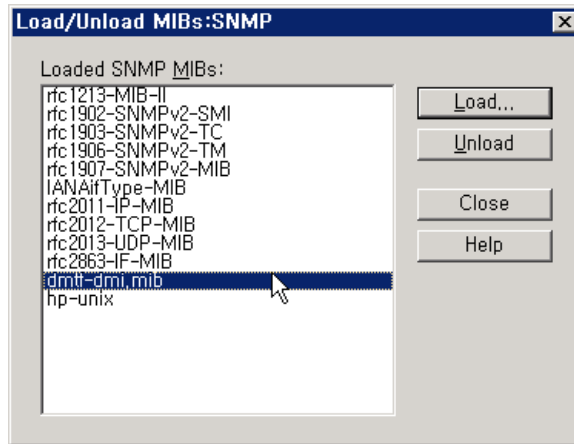 Load/Unload MIBs:SNMP
Loaded SNMP MIBs:
rfc1213-MIB-II
rfc1902-SNMPv2-SMI
rfc1903-SNMPv2-TC
rfc1906-SNMPv2-TM
rfc1907-SNMPv2-MIB
IANAifType-MIB
rfc2011-IP-MIB
rfc2012-TCP-MIB
rfc2013-UDP-MIB
rfc2863-IF-MIB
dmtf-dmi.mib
hp-unix
Load...
Unload
Close
Help